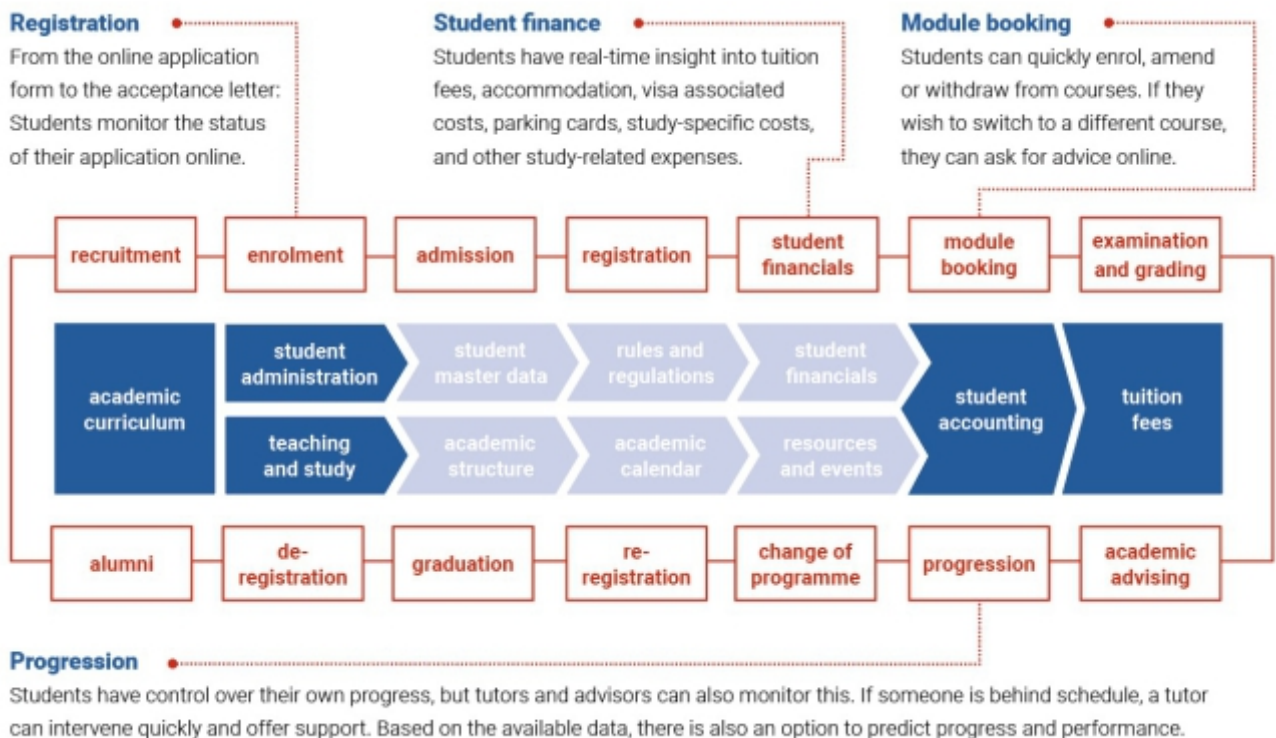 Registration
From the online application
form to the acceptance letter:
Students monitor the status
of their application online.
Student finance
Students have real-time insight into tuition
fees, accommodation, visa associated
costs, parking cards, study-specific costs,
and other study-related expenses.
Module booking
Students can quickly enrol, amend
or withdraw from courses. If they
wish to switch to a different course,
they can ask for advice online.
recruitment
enrolment
admission
registration
student
financials
module
booking
examination
and grading
academic
curriculum
student
administration
student
master data
rules and
regulations
student
financials
teaching
and study
academic
structure
academic
calendar
resources
and events
student
accounting
tuition
fees
alumni
de-
registration
graduation
re-
registration
change of
programme
progression
academic
advising
Progression
Students have control over their own progress, but tutors and advisors can also monitor this. If someone is behind schedule, a tutor
can intervene quickly and offer support. Based on the available data, there is also an option to predict progress and performance.